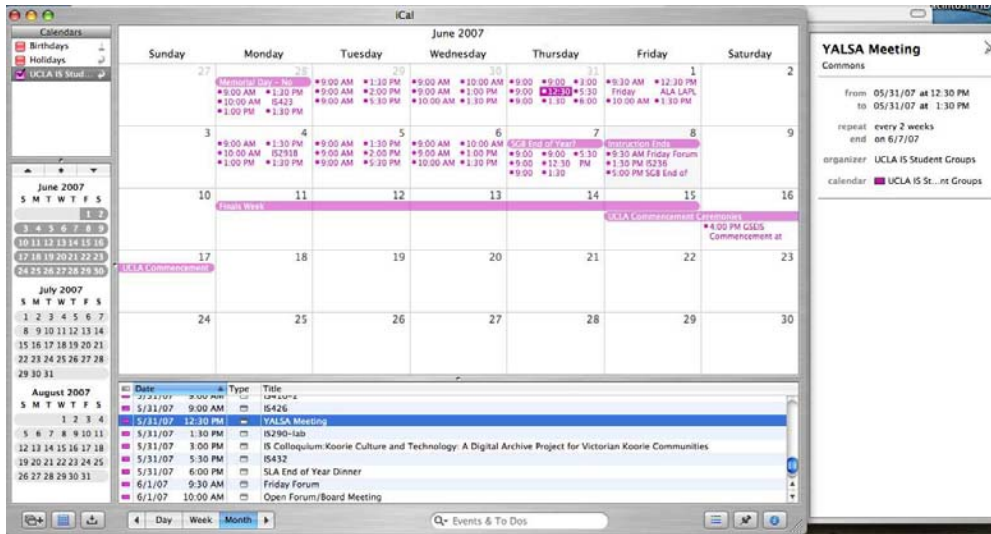 iCal
Calendars
Birthdays
Holidays
UCLA IS Stud...
June 2007
S M T W T F S
1 2
3 4 5 6 7 8 9
10 11 12 13 14 15 16
17 18 19 20 21 22 23
24 25 26 27 28 29 30
July 2007
S M T W T F S
1 2 3 4 5 6 7
8 9 10 11 12 13 14
15 16 17 18 19 20 21
22 23 24 25 26 27 28
29 30 31
August 2007
S M T W T F S
1 2 3 4
5 6 7 8 9 10 11
12 13 14 15 16 17 18
19 20 21 22 23 24 25
26 27 28 29 30 31
June 2007
Sunday Monday Tuesday Wednesday Thursday Friday Saturday
27 28 29 30 31 1 2
Memorial Day - No
9:00 AM 1:30 PM 9:00 AM 1:30 PM 9:00 AM 10:00 AM 9:00 9:00 3:00 9:30 AM 12:30 PM
10:00 AM IS423 9:00 AM 2:00 PM 9:00 AM 1:00 PM 9:00 12:30 5:30 Friday ALA LAPL
1:00 PM 1:30 PM 9:00 AM 5:30 PM 10:00 AM 1:30 PM 9:00 1:30 6:00 10:00 AM 1:30 PM
3 4 5 6 7 8 9
SGB End of Year? Instruction Ends
9:00 AM 1:30 PM 9:00 AM 1:30 PM 9:00 AM 10:00 AM 9:00 9:00 5:30 9:30 AM Friday Forum
10:00 AM IS291B 9:00 AM 2:00 PM 9:00 AM 1:00 PM 9:00 12:30 PM 1:30 PM IS236
1:00 PM 1:30 PM 9:00 AM 5:30 PM 10:00 AM 1:30 PM 9:00 1:30 5:00 PM SGB End of
10 11 12 13 14 15 16
Finals Week
UCLA Commencement Ceremonies
4:00 PM GSEIS
Commencement at
17 18 19 20 21 22 23
UCLA Commencement
24 25 26 27 28 29 30
Date Type Title
5/31/07 9:00 AM IS410-2
5/31/07 9:00 AM IS426
5/31/07 12:30 PM YALSA Meeting
5/31/07 1:30 PM IS290-lab
5/31/07 3:00 PM IS Colloquium:Koorie Culture and Technology: A Digital Archive Project for Victorian Koorie Communities
5/31/07 5:30 PM IS432
5/31/07 6:00 PM SLA End of Year Dinner
6/1/07 9:30 AM Friday Forum
6/1/07 10:00 AM Open Forum/Board Meeting
Day Week Month
Events & To Dos
YALSA Meeting
Commons
from 05/31/07 at 12:30 PM
to 05/31/07 at 1:30 PM
repeat every 2 weeks
end on 6/7/07
organizer UCLA IS Student Groups
calendar UCLA IS St...nt Groups